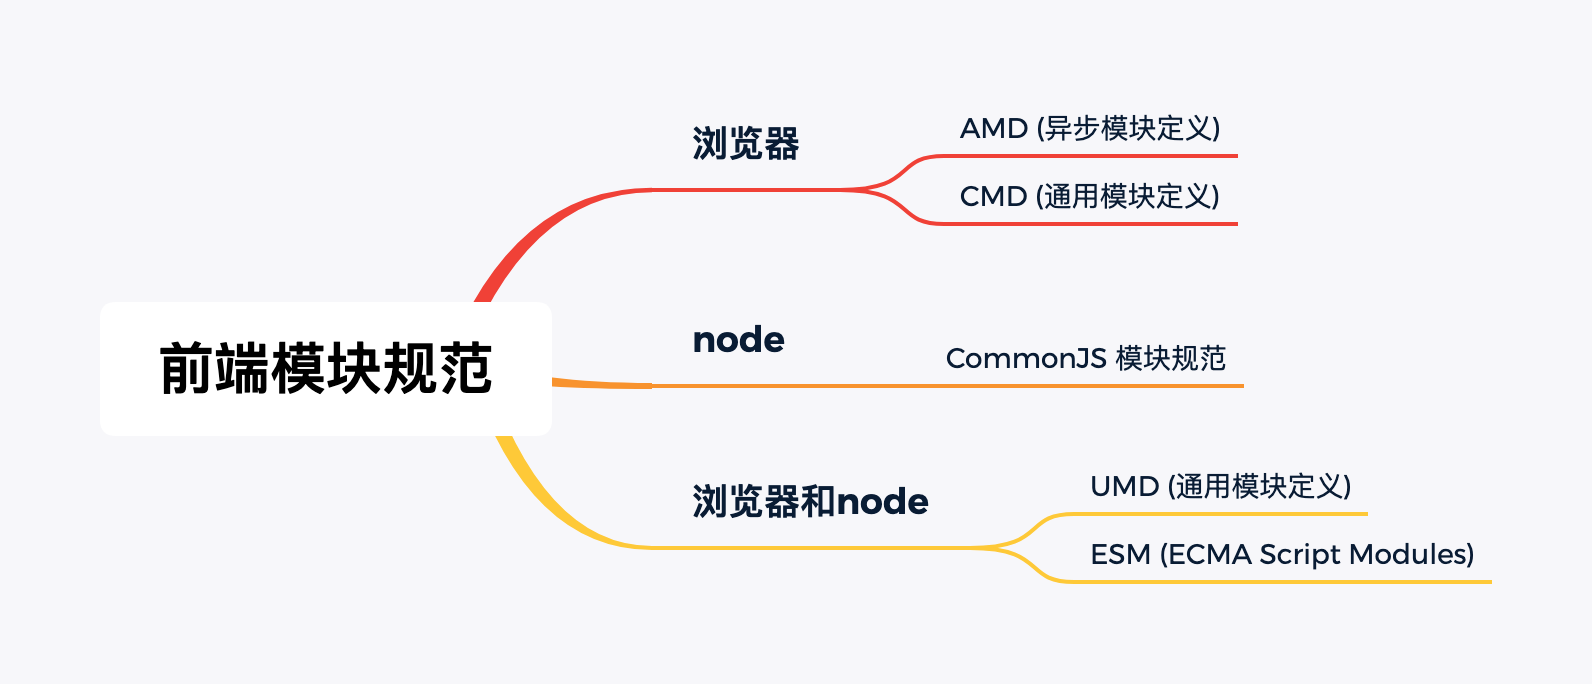 前端模块规范
浏览器
AMD (异步模块定义)
CMD (通用模块定义)
node
CommonJS 模块规范
浏览器和node
UMD (通用模块定义)
ESM (ECMA Script Modules)